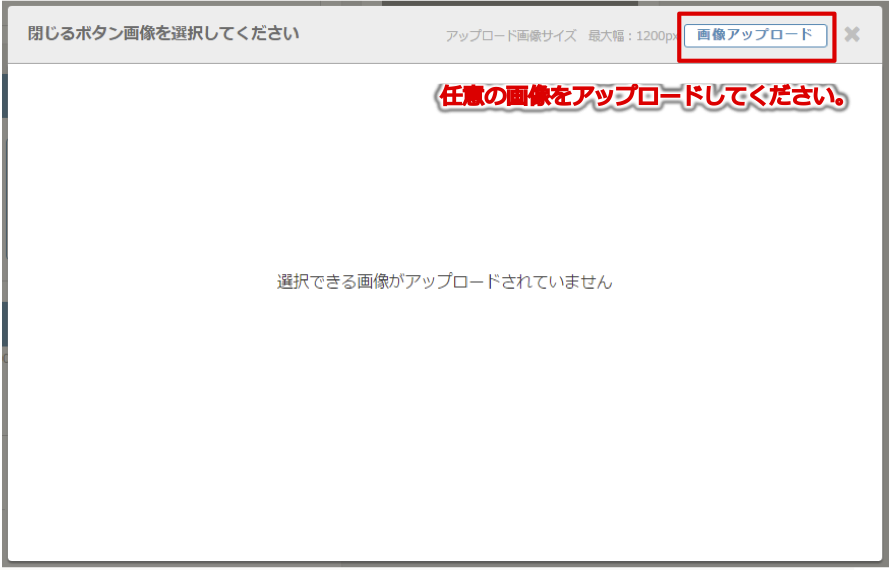 閉じるボタン画像を選択してください
アップロード画像サイズ 最大幅：1200px
画像アップロード
任意の画像をアップロードしてください。
選択できる画像がアップロードされていません